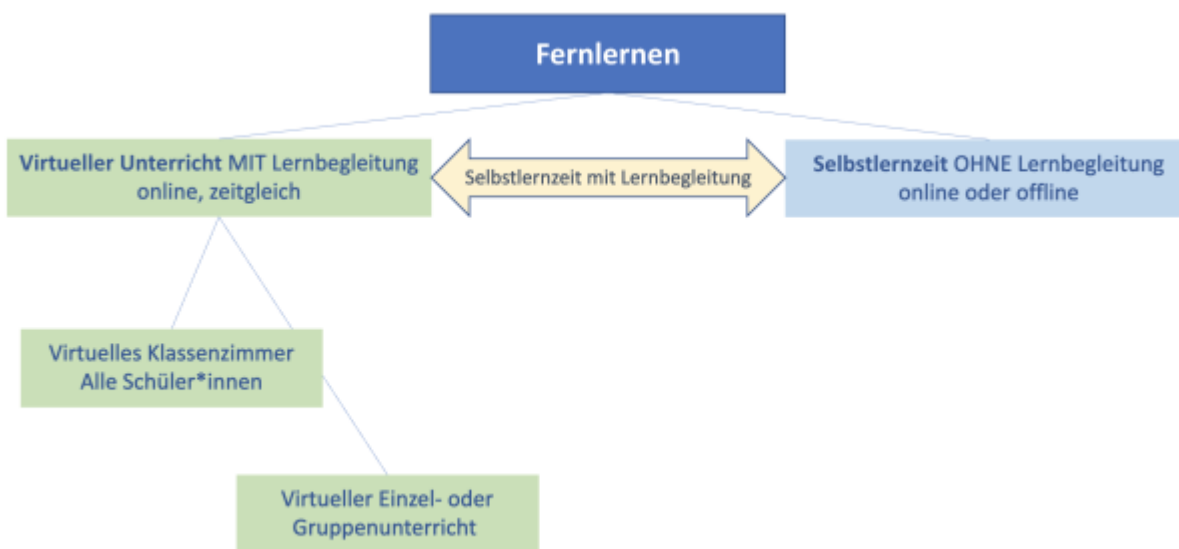 Fernlernen
Virtueller Unterricht MIT Lernbegleitung
online, zeitgleich
Selbstlernzeit mit Lernbegleitung
Selbstlernzeit OHNE Lernbegleitung
online oder offline
Virtuelles Klassenzimmer
Alle Schüler*innen
Virtueller Einzel- oder
Gruppenunterricht